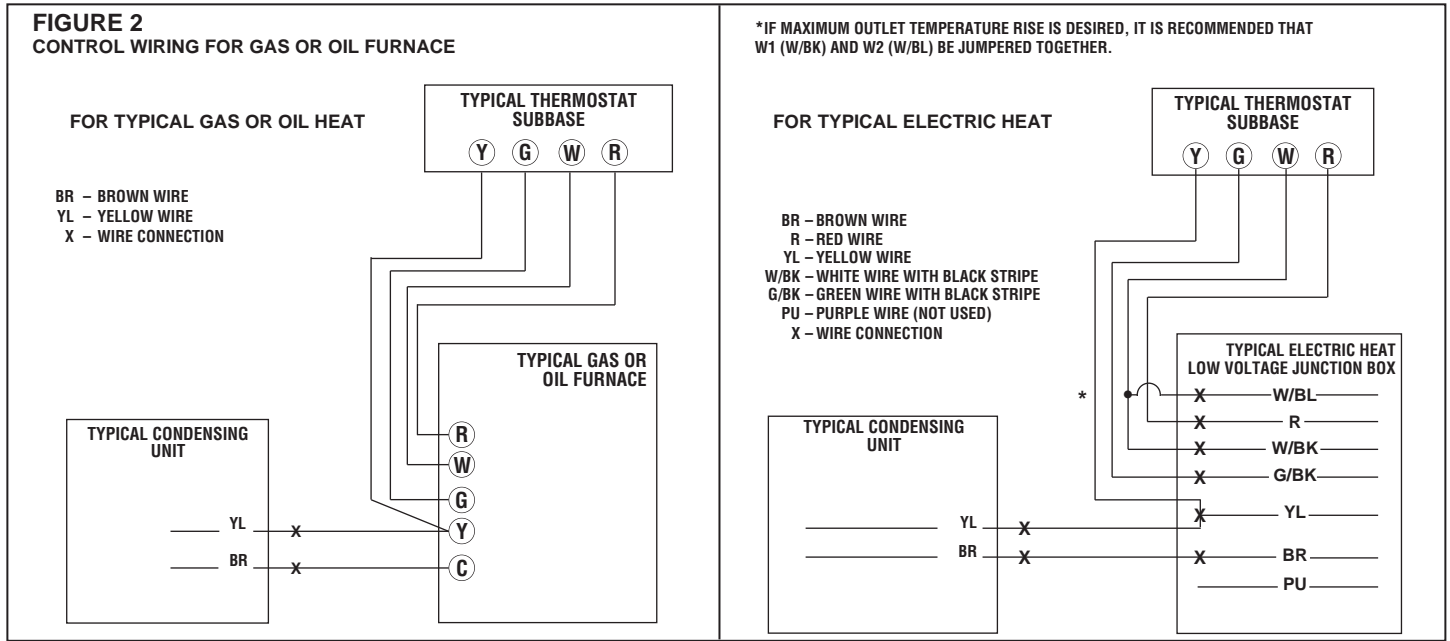 FIGURE 2
CONTROL WIRING FOR GAS OR OIL FURNACE
FOR TYPICAL GAS OR OIL HEAT
TYPICAL THERMOSTAT
SUBBASE
Y G W R
BR – BROWN WIRE
YL – YELLOW WIRE
X – WIRE CONNECTION
TYPICAL GAS OR
OIL FURNACE
R
W
G
Y
C
TYPICAL CONDENSING
UNIT
YL X
BR X
*IF MAXIMUM OUTLET TEMPERATURE RISE IS DESIRED, IT IS RECOMMENDED THAT
W1 (W/BK) AND W2 (W/BL) BE JUMPERED TOGETHER.
FOR TYPICAL ELECTRIC HEAT
TYPICAL THERMOSTAT
SUBBASE
Y G W R
BR – BROWN WIRE
R – RED WIRE
YL – YELLOW WIRE
W/BK – WHITE WIRE WITH BLACK STRIPE
G/BK – GREEN WIRE WITH BLACK STRIPE
PU – PURPLE WIRE (NOT USED)
X – WIRE CONNECTION
TYPICAL ELECTRIC HEAT
LOW VOLTAGE JUNCTION BOX
* X W/BL
X R
X W/BK
X G/BK
X YL
X BR
PU
TYPICAL CONDENSING
UNIT
YL X
BR X